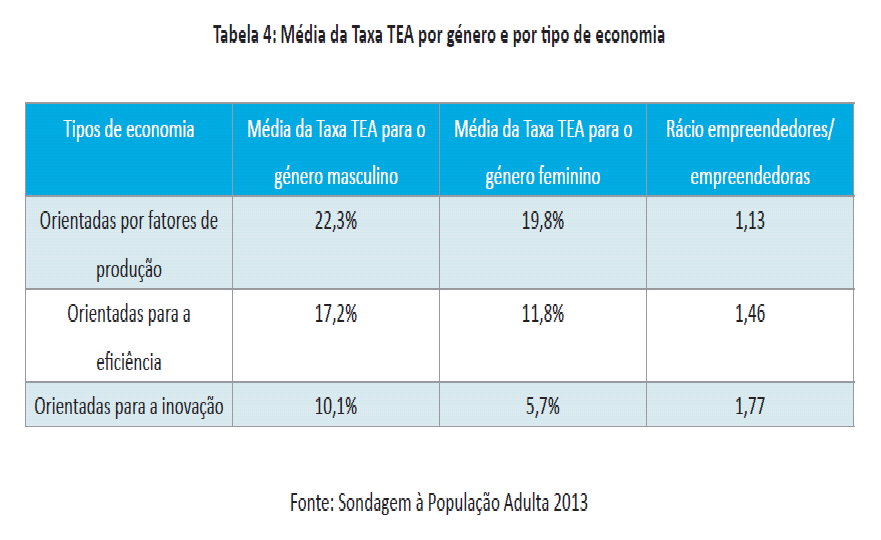 Tabela 4: Média da Taxa TEA por género e por tipo de economia
Tipos de economia
Média da Taxa TEA para o
género masculino
Média da Taxa TEA para o
género feminino
Rácio empreendedores/
empreendedoras
Orientadas por fatores de
produção
22,3%
19,8%
1,13
Orientadas para a
eficiência
17,2%
11,8%
1,46
Orientadas para a inovação
10,1%
5,7%
1,77
Fonte: Sondagem à População Adulta 2013